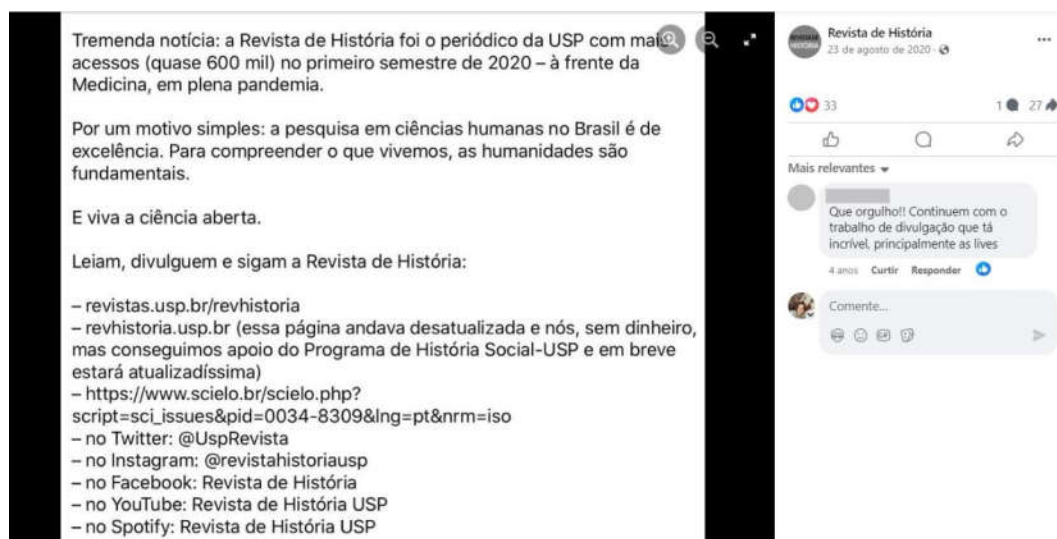 Tremenda notícia: a Revista de História foi o periódico da USP com mais
acessos (quase 600 mil) no primeiro semestre de 2020 – à frente da
Medicina, em plena pandemia.
Por um motivo simples: a pesquisa em ciências humanas no Brasil é de
excelência. Para compreender o que vivemos, as humanidades são
fundamentais.
E viva a ciência aberta.
Leiam, divulguem e sigam a Revista de História:
– revistas.usp.br/revhistoria
– revhistoria.usp.br (essa página andava desatualizada e nós, sem dinheiro,
mas conseguimos apoio do Programa de História Social-USP e em breve
estará atualizadíssima)
– https://www.scielo.br/scielo.php?
script=sci_issues&pid=0034-8309&lng=pt&nrm=iso
– no Twitter: @UspRevista
– no Instagram: @revistahistoriausp
– no Facebook: Revista de História
– no YouTube: Revista de História USP
– no Spotify: Revista de História USP
Revista de História
23 de agosto de 2020 ·
33
1 27
Mais relevantes
Que orgulho!! Continuem com o
trabalho de divulgação que tá
incrível, principalmente as lives
4 anos Curtir Responder
Comente...
GIF